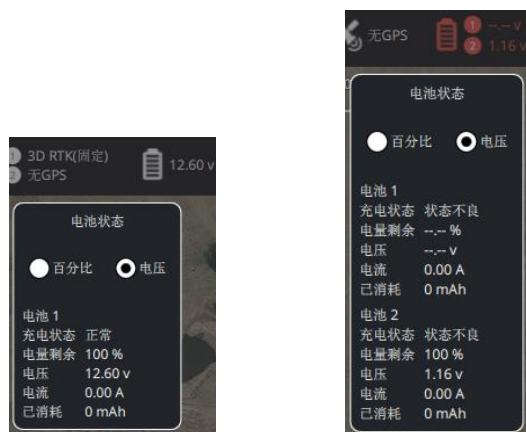 1 3D RTK(固定)
2 无GPS
12.60 v
电池状态
百分比 电压
电池 1
充电状态 正常
电量剩余 100 %
电压 12.60 v
电流 0.00 A
已消耗 0 mAh
无GPS
1 --.-- v
2 1.16 v
电池状态
百分比 电压
电池 1
充电状态 状态不良
电量剩余 --.-- %
电压 --.-- v
电流 0.00 A
已消耗 0 mAh
电池 2
充电状态 状态不良
电量剩余 100 %
电压 1.16 v
电流 0.00 A
已消耗 0 mAh